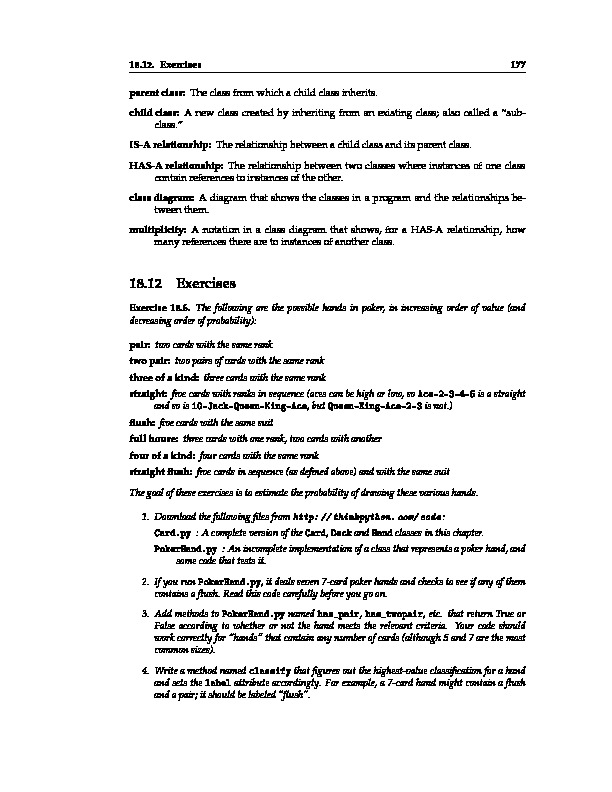 18.12. Exercises 177
parent class: The class from which a child class inherits.
child class: A new class created by inheriting from an existing class; also called a “sub-
class.”
IS-A relationship: The relationship between a child class and its parent class.
HAS-A relationship: The relationship between two classes where instances of one class
contain references to instances of the other.
class diagram: A diagram that shows the classes in a program and the relationships be-
tween them.
multiplicity: A notation in a class diagram that shows, for a HAS-A relationship, how
many references there are to instances of another class.
18.12 Exercises
Exercise 18.6. The following are the possible hands in poker, in increasing order of value (and
decreasing order of probability):
pair: two cards with the same rank
two pair: two pairs of cards with the same rank
three of a kind: three cards with the same rank
straight: five cards with ranks in sequence (aces can be high or low, so Ace-2-3-4-5 is a straight
and so is 10-Jack-Queen-King-Ace, but Queen-King-Ace-2-3 is not.)
flush: five cards with the same suit
full house: three cards with one rank, two cards with another
four of a kind: four cards with the same rank
straight flush: five cards in sequence (as defined above) and with the same suit
The goal of these exercises is to estimate the probability of drawing these various hands.
1. Download the following files from http://thinkpython.com/code:
Card.py : A complete version of the Card, Deck and Hand classes in this chapter.
PokerHand.py : An incomplete implementation of a class that represents a poker hand, and
some code that tests it.
2. If you run PokerHand.py, it deals seven 7-card poker hands and checks to see if any of them
contains a flush. Read this code carefully before you go on.
3. Add methods to PokerHand.py named has_pair, has_twopair, etc. that return True or
False according to whether or not the hand meets the relevant criteria. Your code should
work correctly for “hands” that contain any number of cards (although 5 and 7 are the most
common sizes).
4. Write a method named classify that figures out the highest-value classification for a hand
and sets the label attribute accordingly. For example, a 7-card hand might contain a flush
and a pair; it should be labeled “flush”.